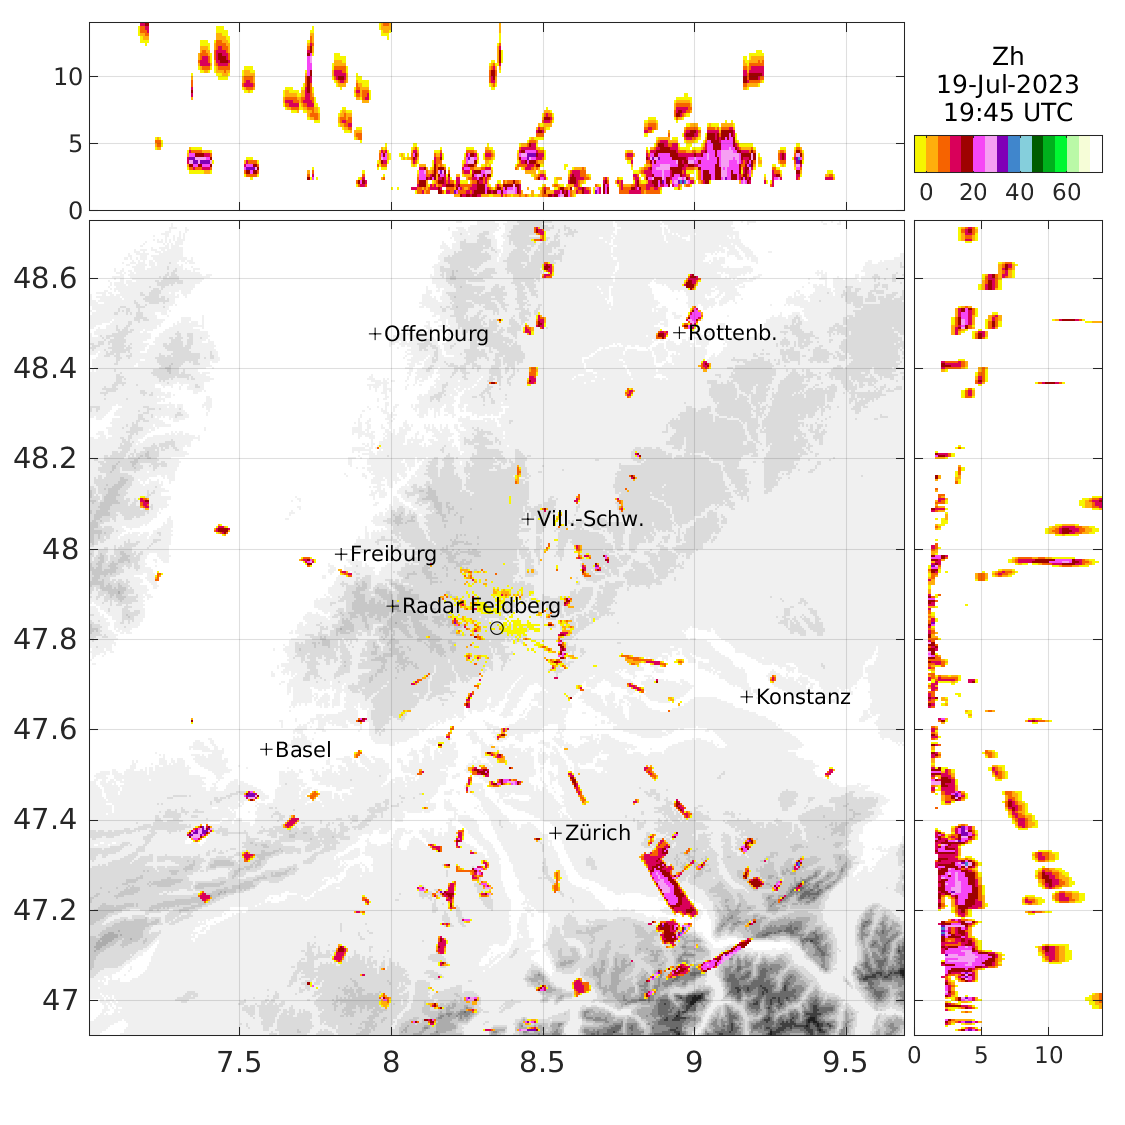 10
5
0
Zh
19-Jul-2023
19:45 UTC
0 20 40 60
48.6
48.4
48.2
48
47.8
47.6
47.4
47.2
47
+Offenburg
+Rottenb.
+Vill.-Schw.
+Freiburg
+Radar Feldberg
+Konstanz
+Basel
+Zürich
7.5 8 8.5 9 9.5
0 5 10